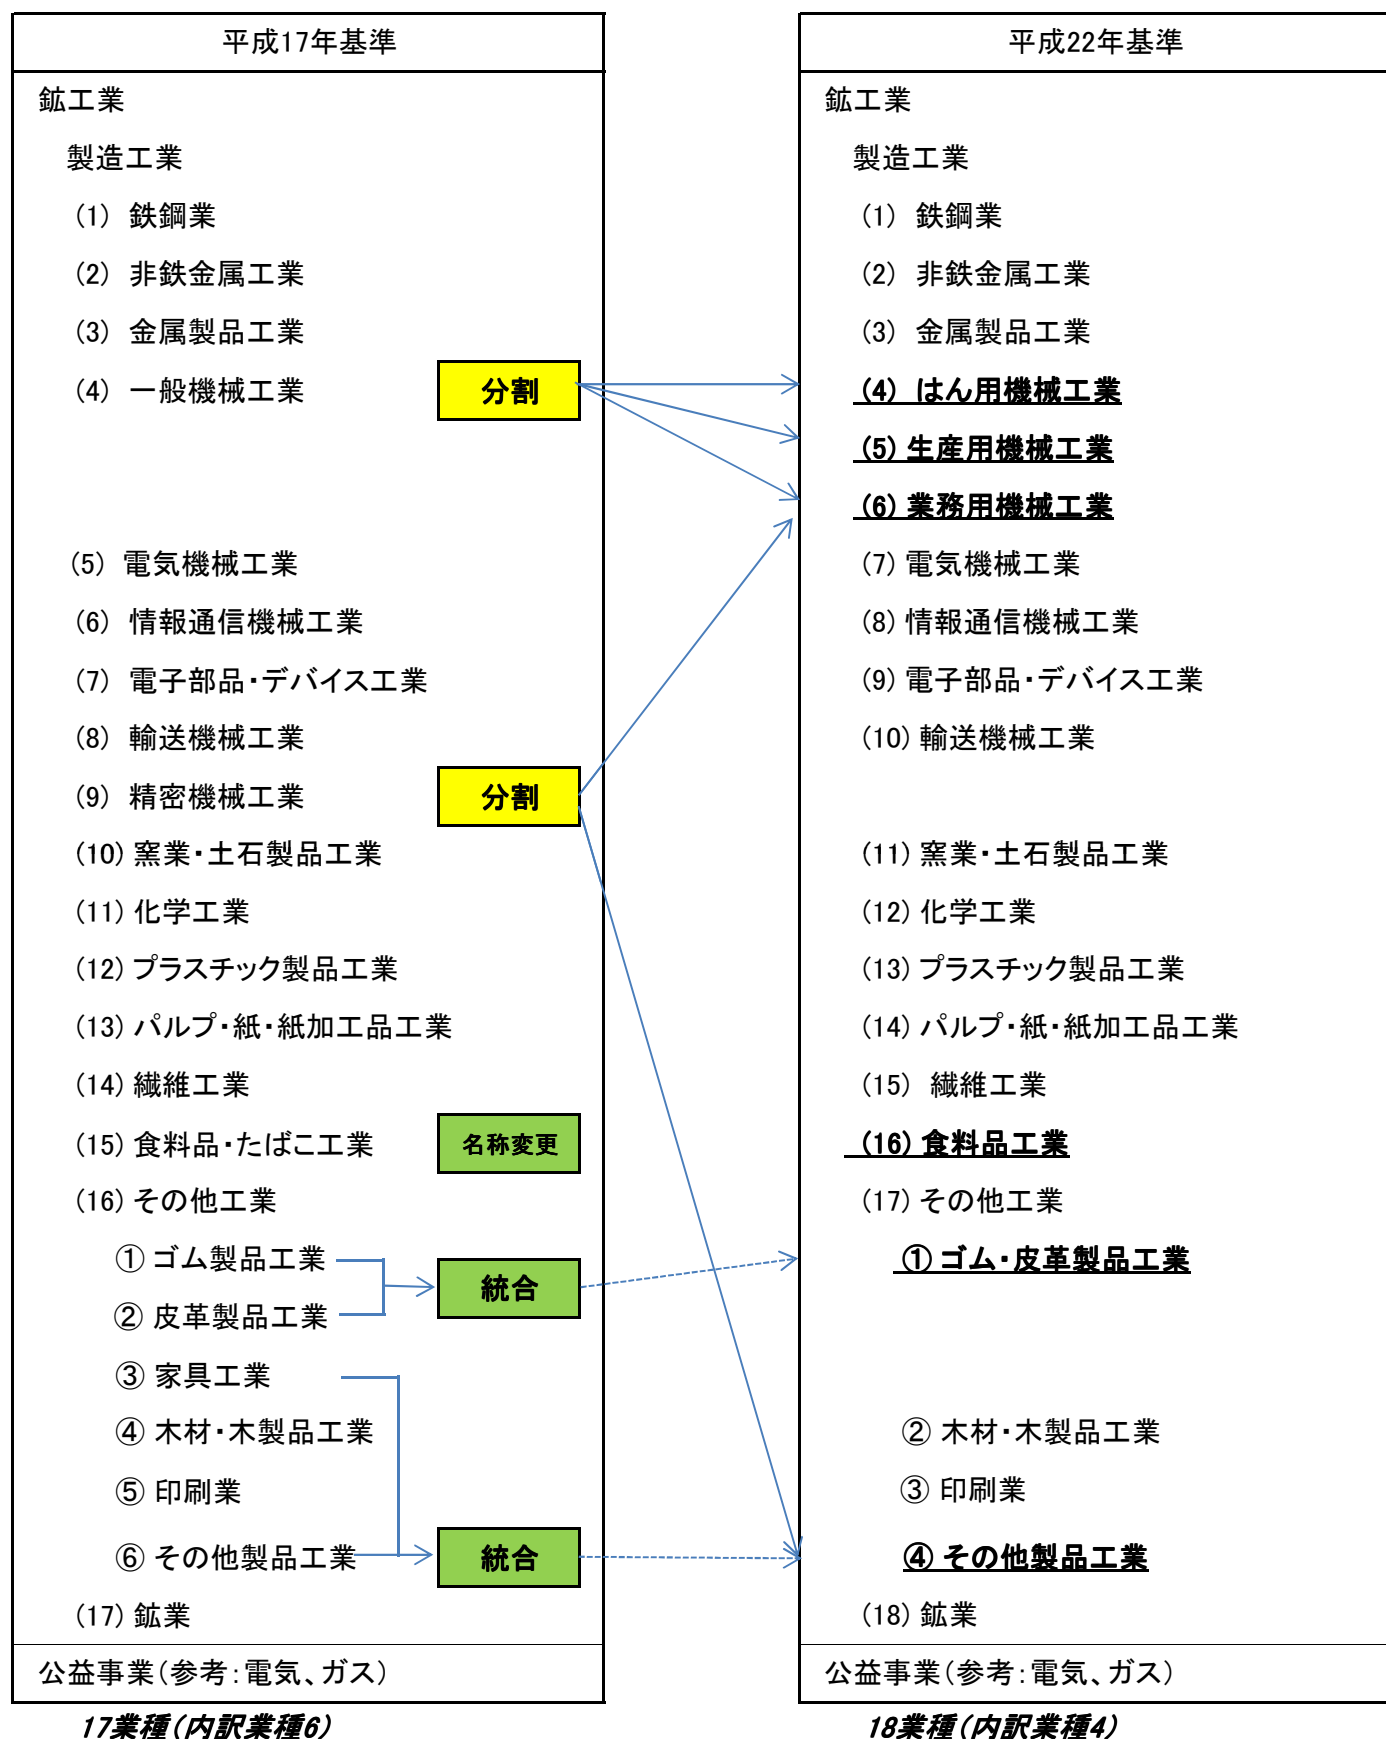 平成17年基準
鉱工業
製造工業
(1) 鉄鋼業
(2) 非鉄金属工業
(3) 金属製品工業
(4) 一般機械工業
分割
(5) 電気機械工業
(6) 情報通信機械工業
(7) 電子部品・デバイス工業
(8) 輸送機械工業
(9) 精密機械工業
分割
(10) 窯業・土石製品工業
(11) 化学工業
(12) プラスチック製品工業
(13) パルプ・紙・紙加工品工業
(14) 繊維工業
(15) 食料品・たばこ工業
名称変更
(16) その他工業
① ゴム製品工業
② 皮革製品工業
統合
③ 家具工業
④ 木材・木製品工業
⑤ 印刷業
⑥ その他製品工業
統合
(17) 鉱業
公益事業(参考:電気、ガス)
17業種(内訳業種6)
平成22年基準
鉱工業
製造工業
(1) 鉄鋼業
(2) 非鉄金属工業
(3) 金属製品工業
(4) はん用機械工業
(5) 生産用機械工業
(6) 業務用機械工業
(7) 電気機械工業
(8) 情報通信機械工業
(9) 電子部品・デバイス工業
(10) 輸送機械工業
(11) 窯業・土石製品工業
(12) 化学工業
(13) プラスチック製品工業
(14) パルプ・紙・紙加工品工業
(15) 繊維工業
(16) 食料品工業
(17) その他工業
① ゴム・皮革製品工業
② 木材・木製品工業
③ 印刷業
④ その他製品工業
(18) 鉱業
公益事業(参考:電気、ガス)
18業種(内訳業種4)